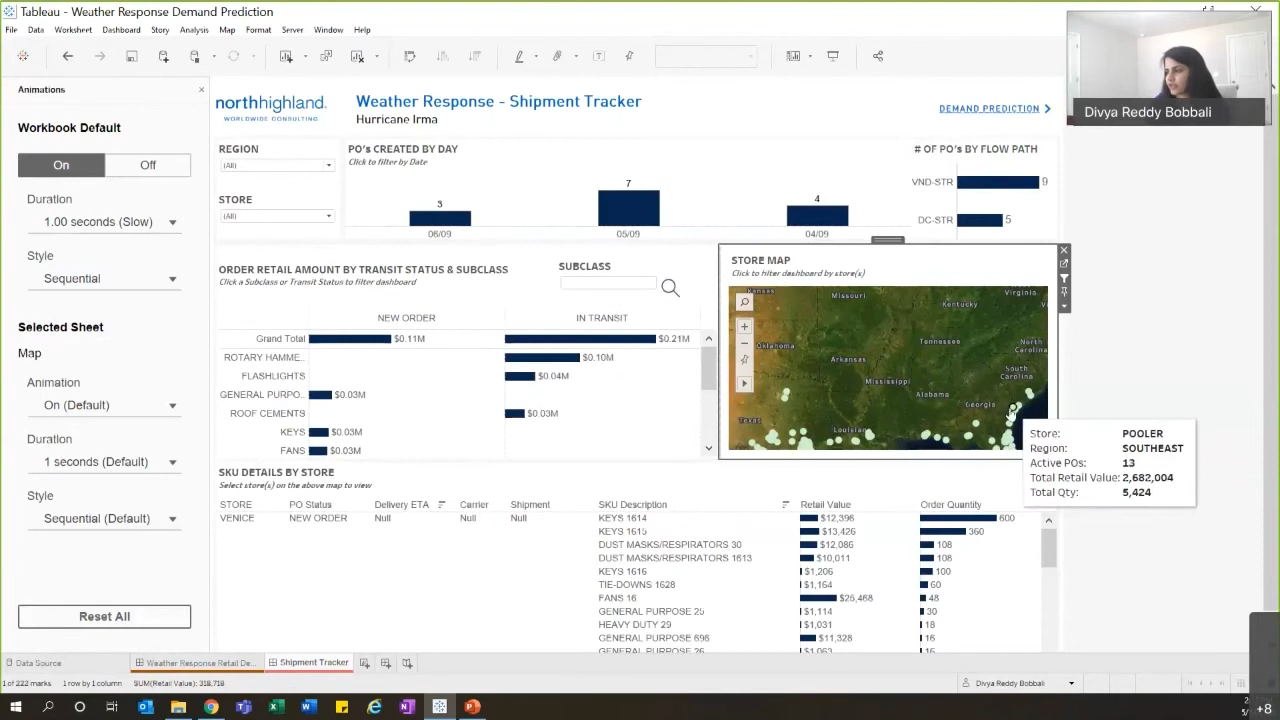 Tableau - Weather Response Demand Prediction
File Data Worksheet Dashboard Story Analysis Map Format Server Window Help
Animations
Workbook Default
On Off
Duration
1.00 seconds (Slow)
Style
Sequential
Selected Sheet
Map
Animation
On (Default)
Duration
1 seconds (Default)
Style
Sequential (Default)
Reset All
northhighland.
WORLDWIDE CONSULTING
Weather Response - Shipment Tracker
Hurricane Irma
DEMAND PREDICTION
Divya Reddy Bobbali
REGION
(All)
STORE
(All)
PO's CREATED BY DAY
Click to filter by Date
3 7 4
06/09 05/09 04/09
# OF PO's BY FLOW PATH
VND-STR 9
DC-STR 5
ORDER RETAIL AMOUNT BY TRANSIT STATUS & SUBCLASS
Click a Subclass or Transit Status to filter dashboard
SUBCLASS
NEW ORDER IN TRANSIT
Grand Total $0.11M $0.21M
ROTARY HAMME... $0.10M
FLASHLIGHTS $0.04M
GENERAL PURPO... $0.03M
ROOF CEMENTS $0.03M
KEYS $0.03M
FANS $0.03M
STORE MAP
Click to filter dashboard by store(s)
Kansas Missouri Kentucky Virginia
Oklahoma Arkansas Tennessee North Carolina
Mississippi Alabama Georgia South Carolina
Texas Louisian
Store: POOLER
Region: SOUTHEAST
Active POs: 13
Total Retail Value: 2,682,004
Total Qty: 5,424
SKU DETAILS BY STORE
Select store(s) on the above map to view
STORE PO Status Delivery ETA Carrier Shipment SKU Description Retail Value Order Quantity
VENICE NEW ORDER Null Null Null KEYS 1614 $12,396 600
KEYS 1615 $13,426 360
DUST MASKS/RESPIRATORS 30 $12,086 108
DUST MASKS/RESPIRATORS 1613 $10,011 108
KEYS 1616 $1,206 100
TIE-DOWNS 1628 $1,164 60
FANS 16 $25,468 48
GENERAL PURPOSE 25 $1,114 30
HEAVY DUTY 29 $1,031 18
GENERAL PURPOSE 696 $11,328 16
GENERAL PURPOSE 26 $1,063 16
Data Source Weather Response Retail De... Shipment Tracker
1 of 222 marks 1 row by 1 column SUM(Retail Value): 318,718 Divya Reddy Bobbali
+8